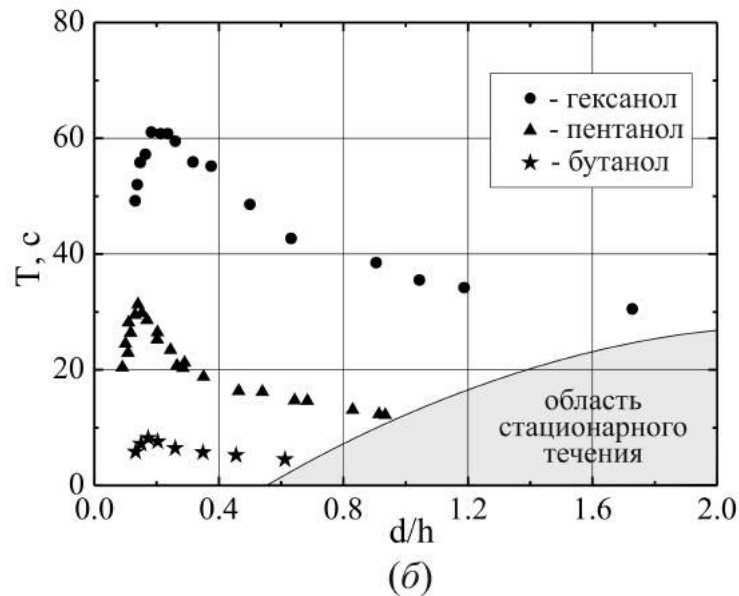 80
60
40
20
0
T, с
● - гексанол
▲ - пентанол
★ - бутанол
область
стационарного
течения
0.0 0.4 0.8 1.2 1.6 2.0
d/h
(б)